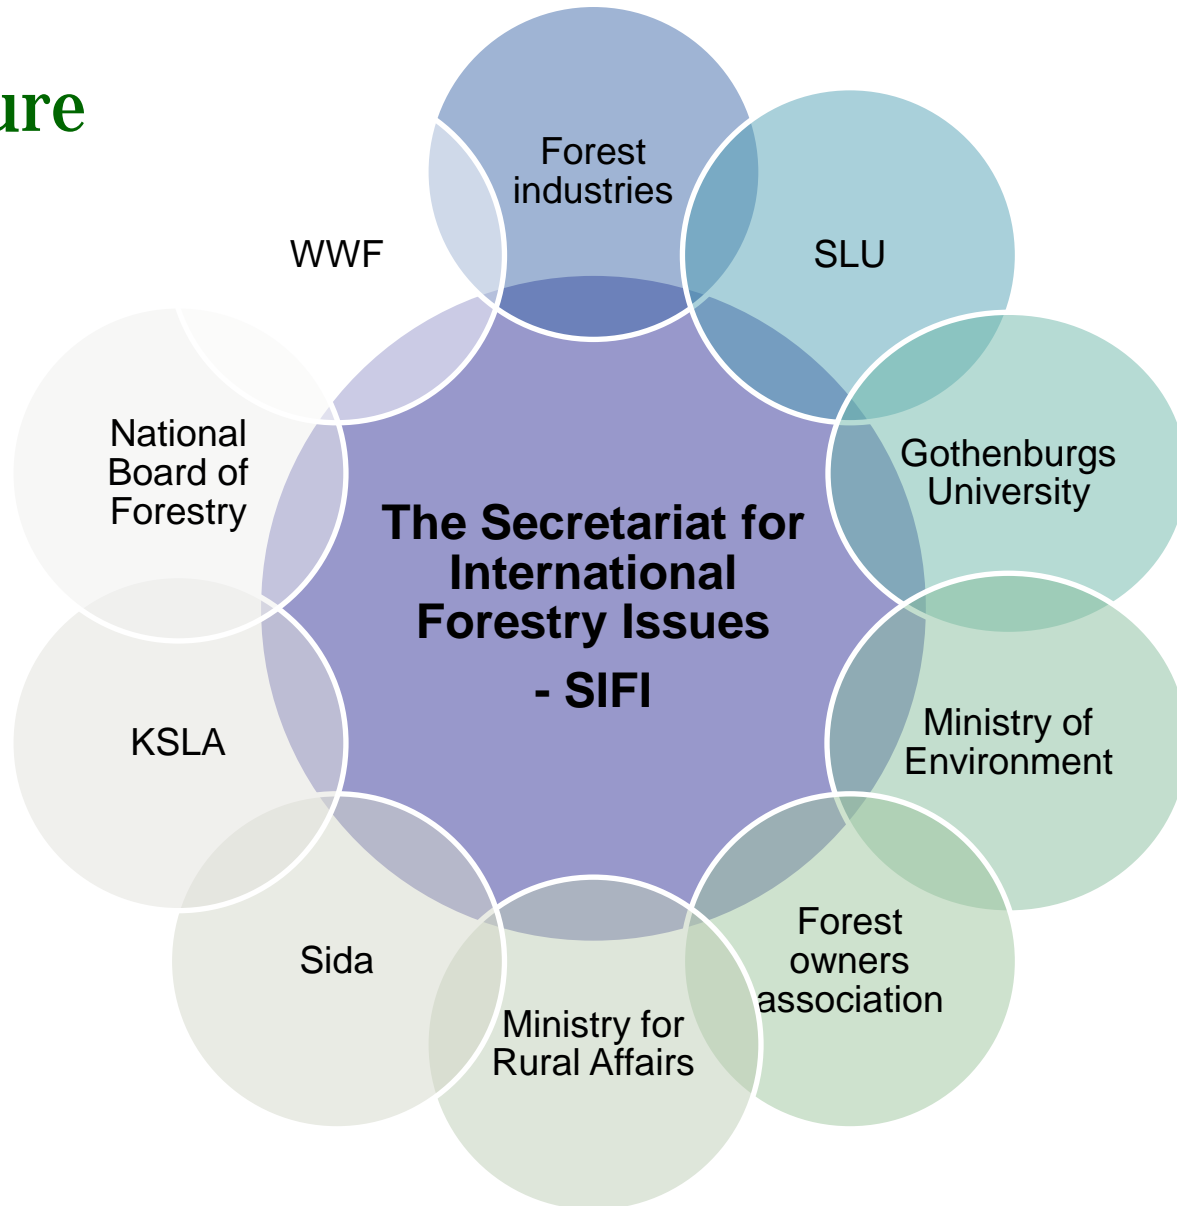 ure
Forest
industries
WWF
SLU
National
Board of
Forestry
Gothenburgs
University
The Secretariat for
International
Forestry Issues
- SIFI
KSLA
Ministry of
Environment
Sida
Forest
owners
association
Ministry for
Rural Affairs